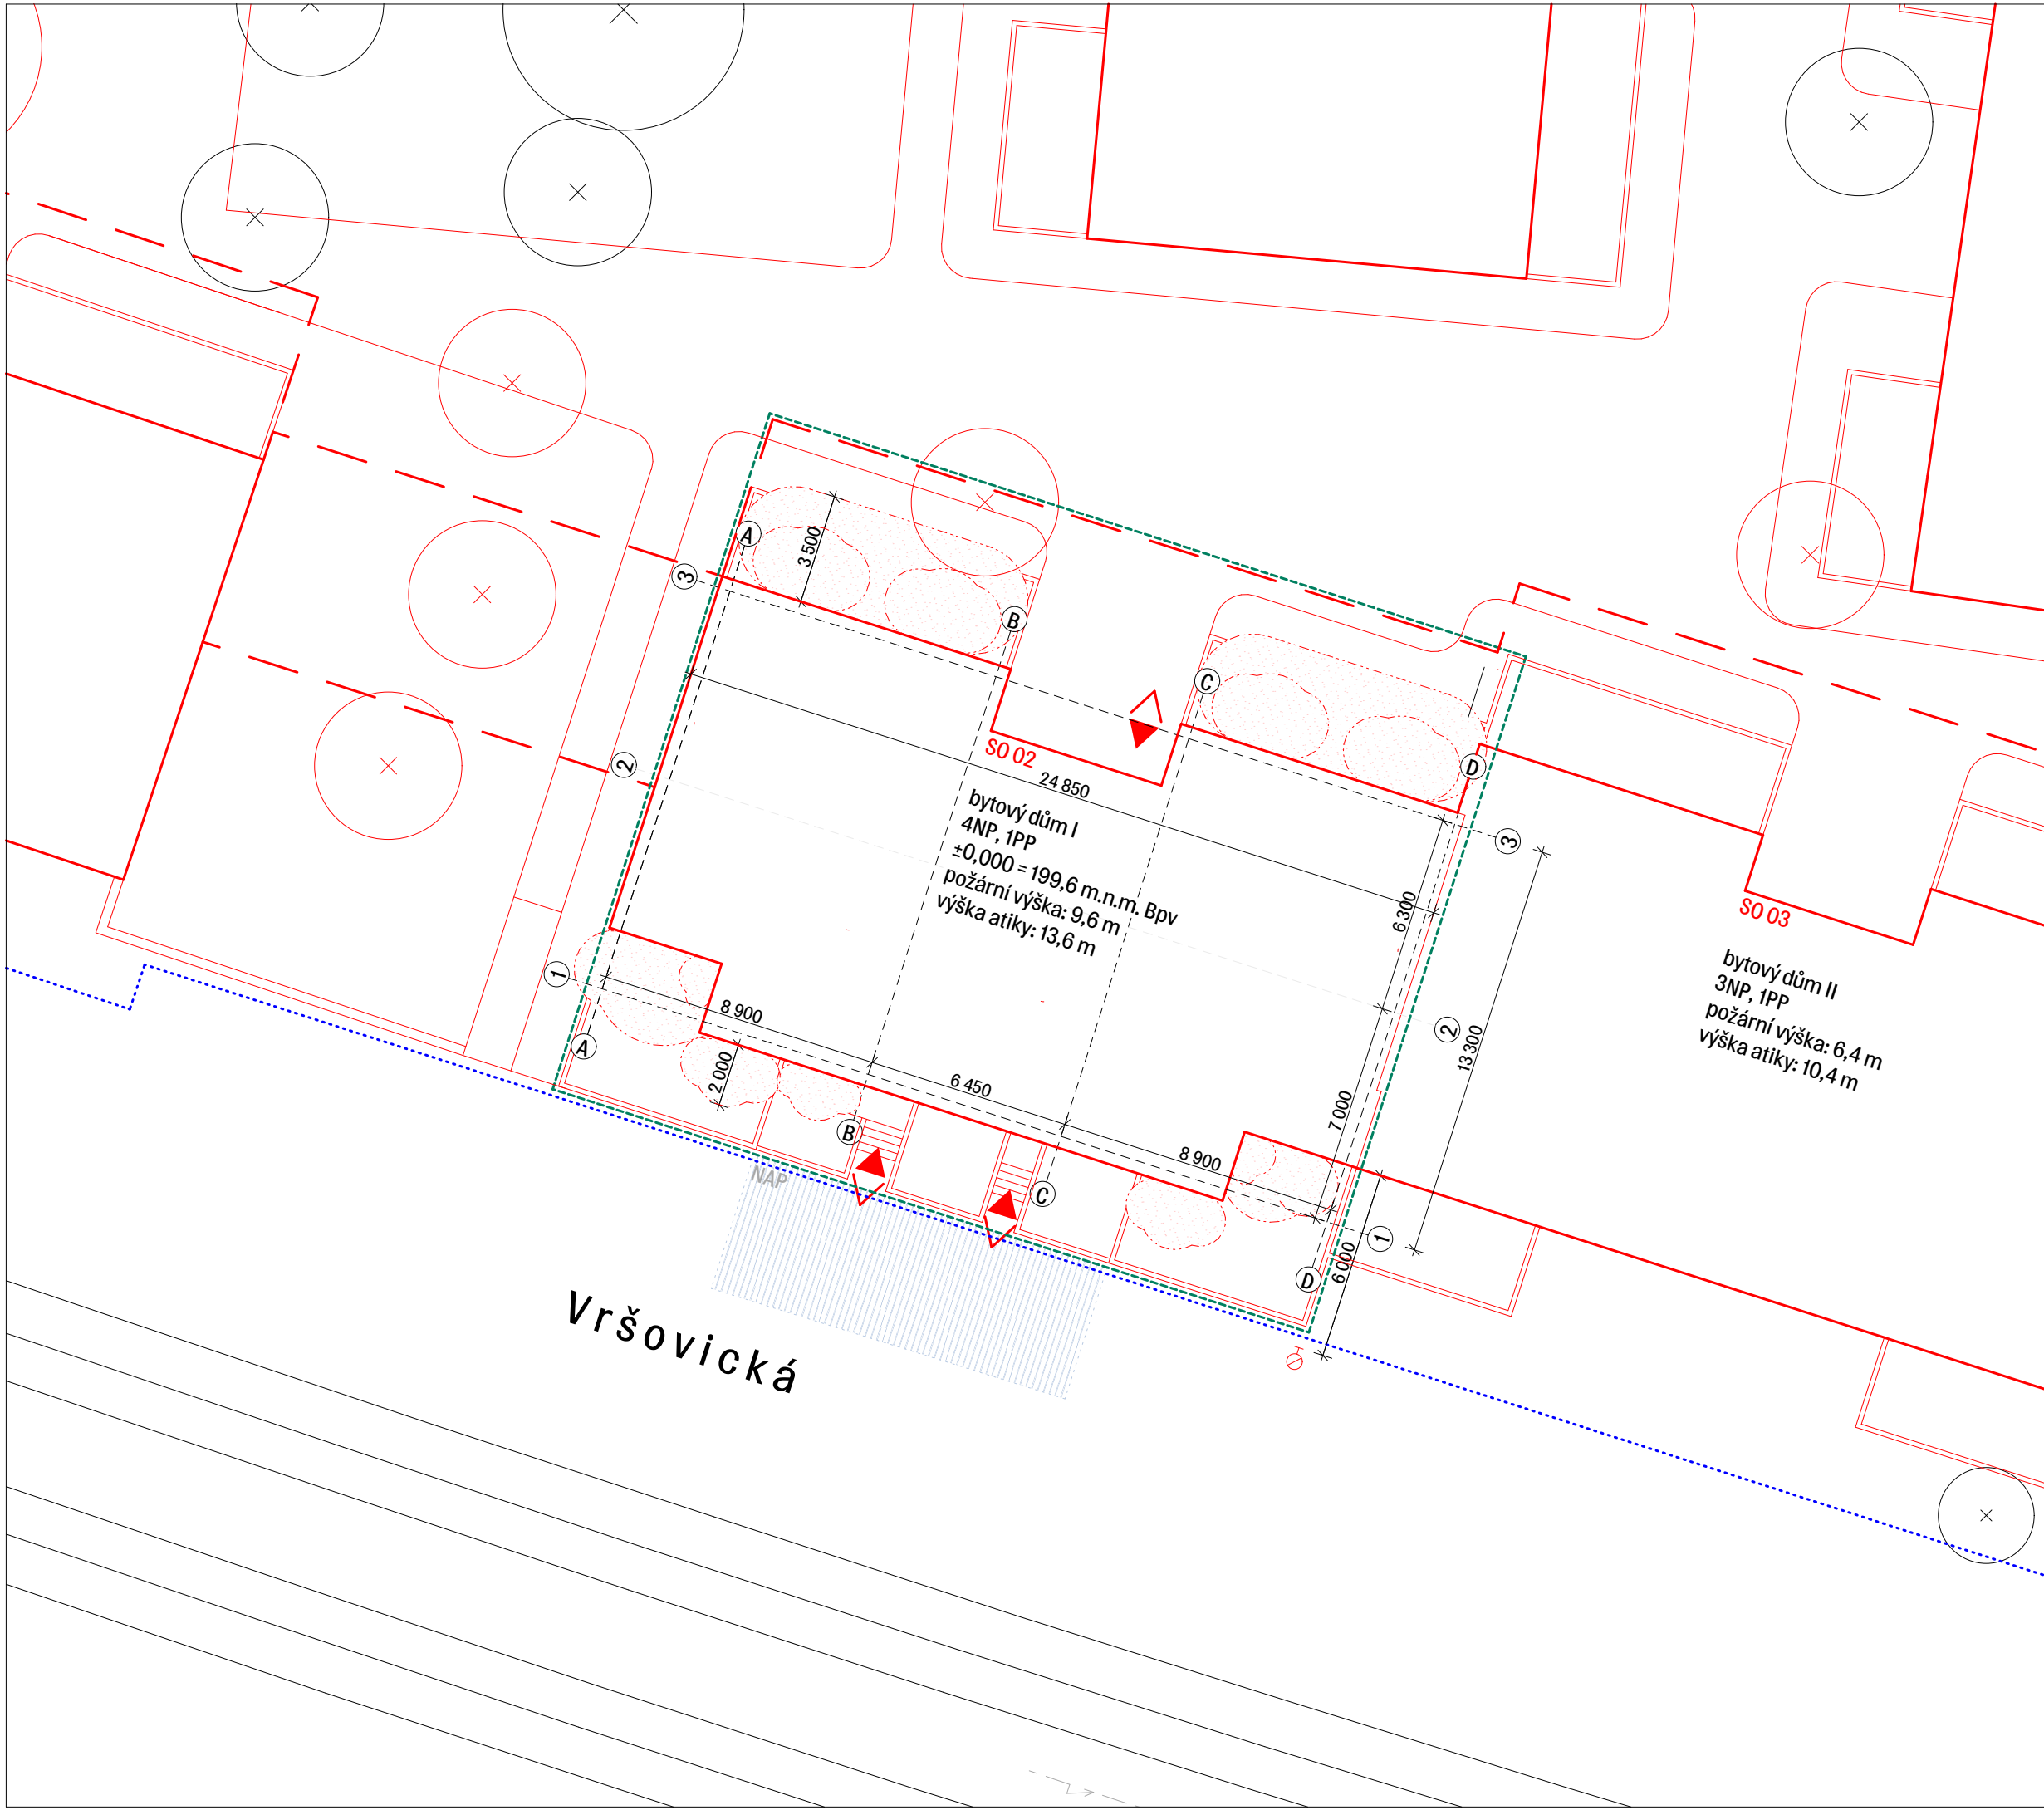 A
3 500
3
B
C
2
SO 02
24 850
D
bytový dům I
4NP, 1PP
±0,000 = 199,6 m.n.m. Bpv
požární výška: 9,6 m
výška atiky: 13,6 m
3
6 300
SO 03
bytový dům II
3NP, 1PP
požární výška: 6,4 m
výška atiky: 10,4 m
1
8 900
A
2 000
6 450
2
13 300
7 000
B
8 900
NAP
C
1
6 000
D
Vršovická